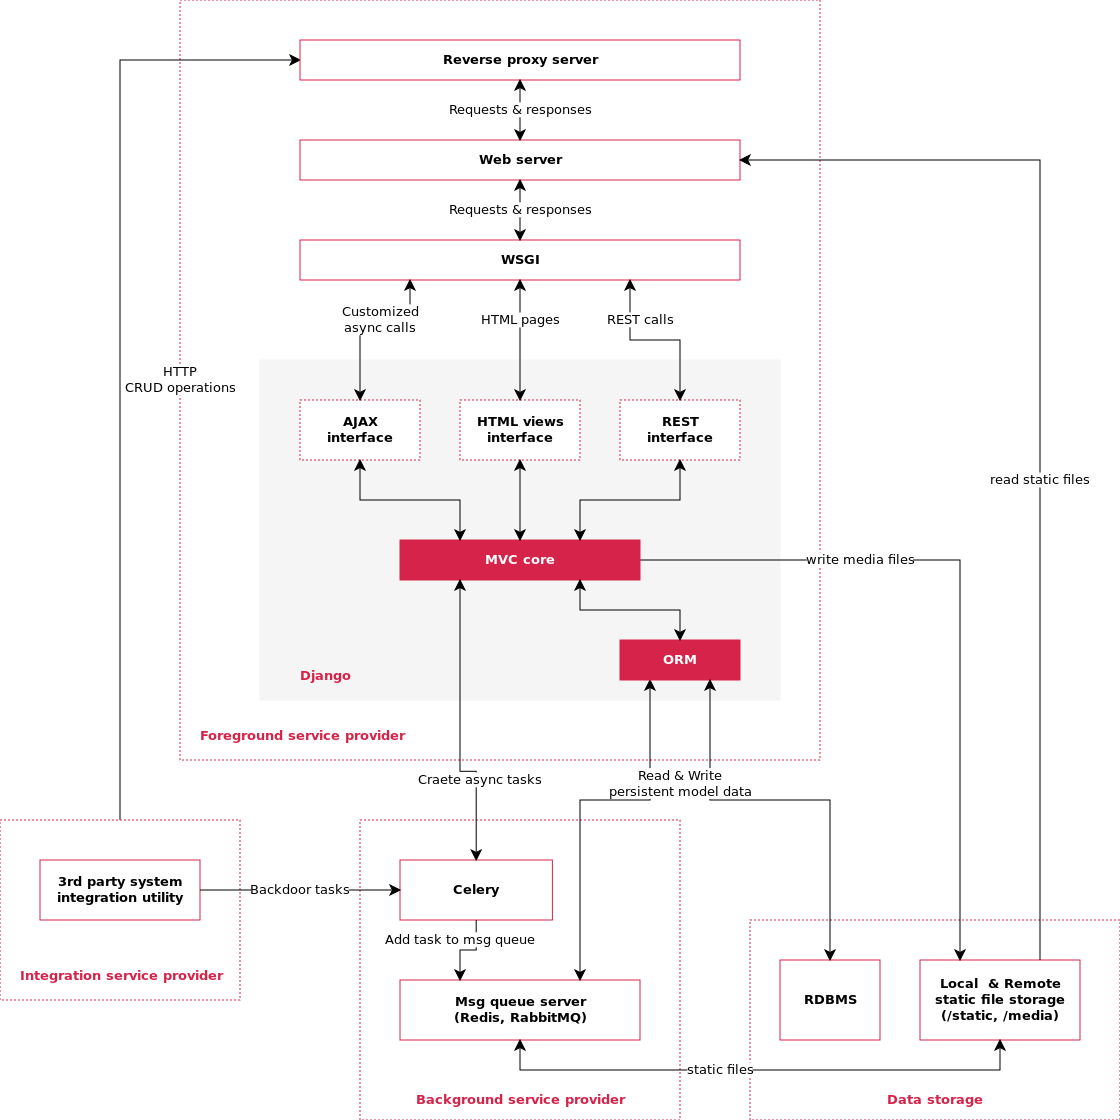 Reverse proxy server
Requests & responses
Web server
Requests & responses
WSGI
Customized
async calls
HTML pages
REST calls
HTTP
CRUD operations
AJAX
interface
HTML views
interface
REST
interface
read static files
MVC core
write media files
ORM
Django
Foreground service provider
Craete async tasks
Read & Write
persistent model data
3rd party system
integration utility
Backdoor tasks
Celery
Add task to msg queue
Integration service provider
Msg queue server
(Redis, RabbitMQ)
RDBMS
Local & Remote
static file storage
(/static, /media)
static files
Background service provider
Data storage